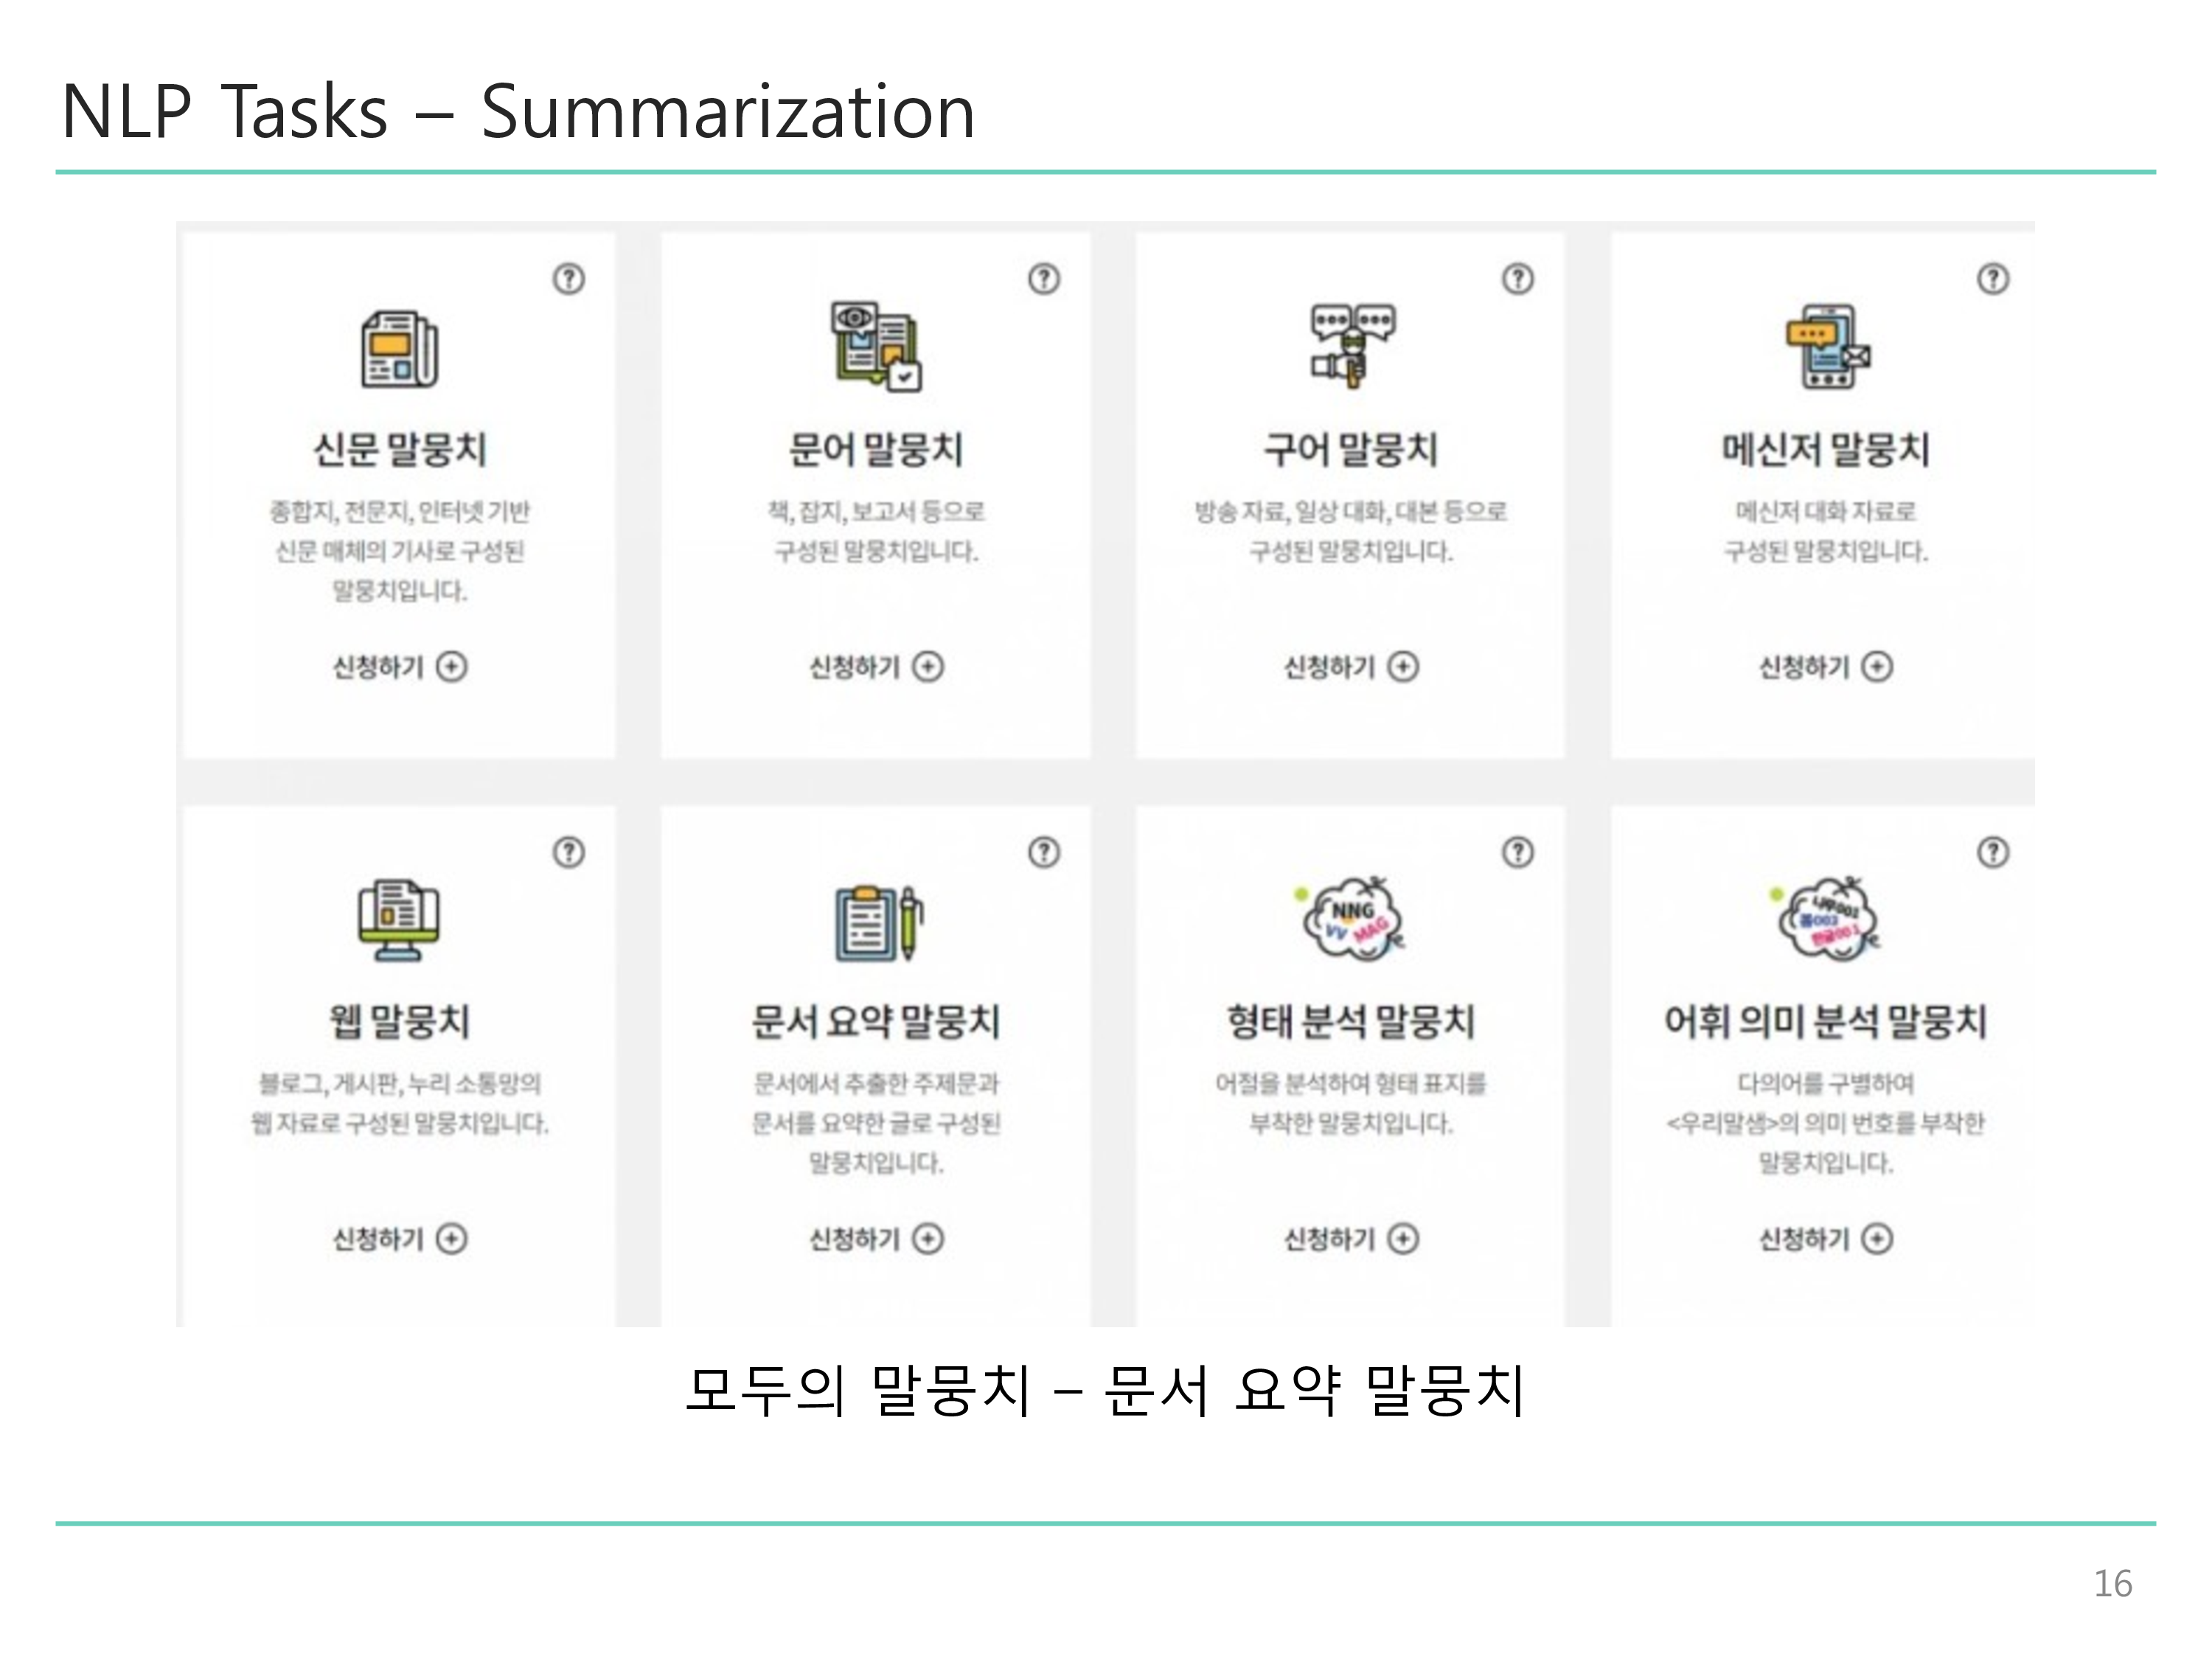 NLP Tasks – Summarization
신문 말뭉치
종합지, 전문지, 인터넷 기반
신문 매체의 기사로 구성된
말뭉치입니다.
신청하기
문어 말뭉치
책, 잡지, 보고서 등으로
구성된 말뭉치입니다.
신청하기
구어 말뭉치
방송 자료, 일상 대화, 대본 등으로
구성된 말뭉치입니다.
신청하기
메신저 말뭉치
메신저 대화 자료로
구성된 말뭉치입니다.
신청하기
웹 말뭉치
블로그, 게시판, 누리 소통망의
웹 자료로 구성된 말뭉치입니다.
신청하기
문서 요약 말뭉치
문서에서 추출한 주제문과
문서를 요약한 글로 구성된
말뭉치입니다.
신청하기
NNG
VV MAG
형태 분석 말뭉치
어절을 분석하여 형태 표지를
부착한 말뭉치입니다.
신청하기
어휘 의미 분석 말뭉치
다의어를 구별하여
<우리말샘>의 의미 번호를 부착한
말뭉치입니다.
신청하기
모두의 말뭉치 – 문서 요약 말뭉치
16